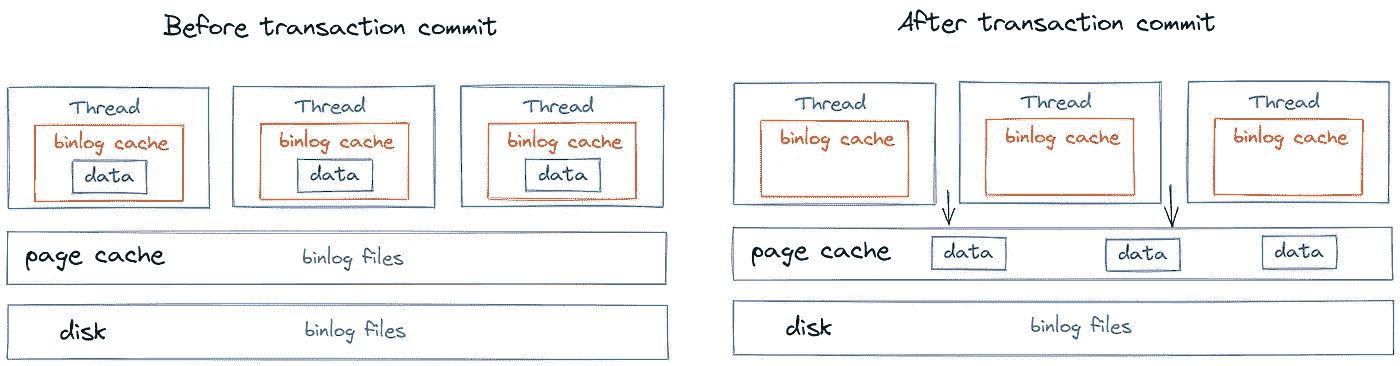 Before transaction commit
Thread
binlog cache
data
Thread
binlog cache
data
Thread
binlog cache
data
page cache
binlog files
disk
binlog files
After transaction commit
Thread
binlog cache
Thread
binlog cache
Thread
binlog cache
page cache
data
data
data
disk
binlog files